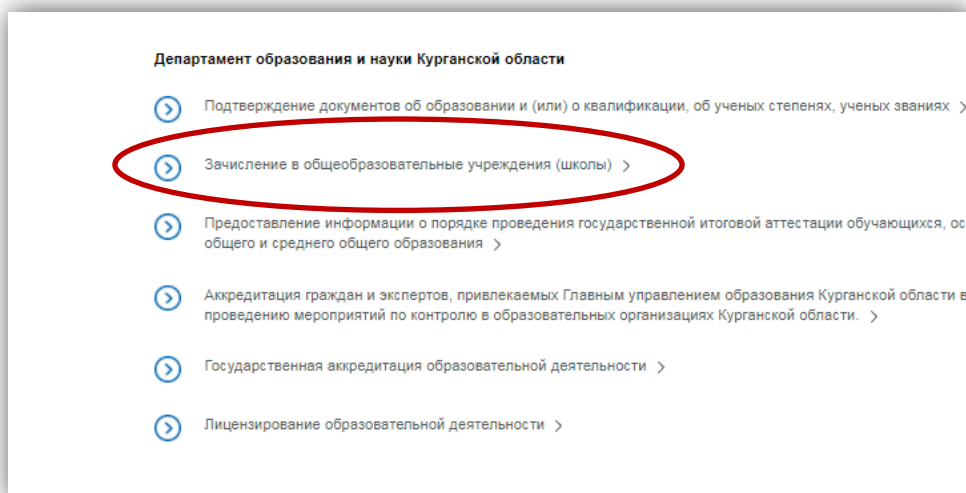 Департамент образования и науки Курганской области
Подтверждение документов об образовании и (или) о квалификации, об ученых степенях, ученых званиях
Зачисление в общеобразовательные учреждения (школы)
Предоставление информации о порядке проведения государственной итоговой аттестации обучающихся, ос
общего и среднего общего образования
Аккредитация граждан и экспертов, привлекаемых Главным управлением образования Курганской области в
проведению мероприятий по контролю в образовательных организациях Курганской области.
Государственная аккредитация образовательной деятельности
Лицензирование образовательной деятельности